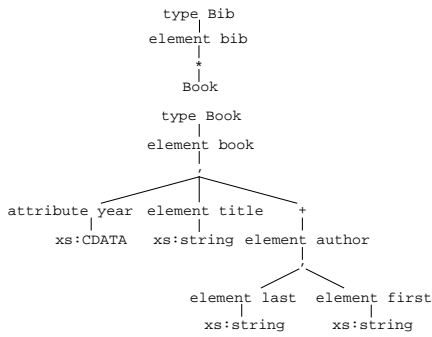 type Bib
element bib
*
Book
type Book
element book
,
attribute year element title +
xs:CDATA xs:string element author
,
element last element first
xs:string xs:string